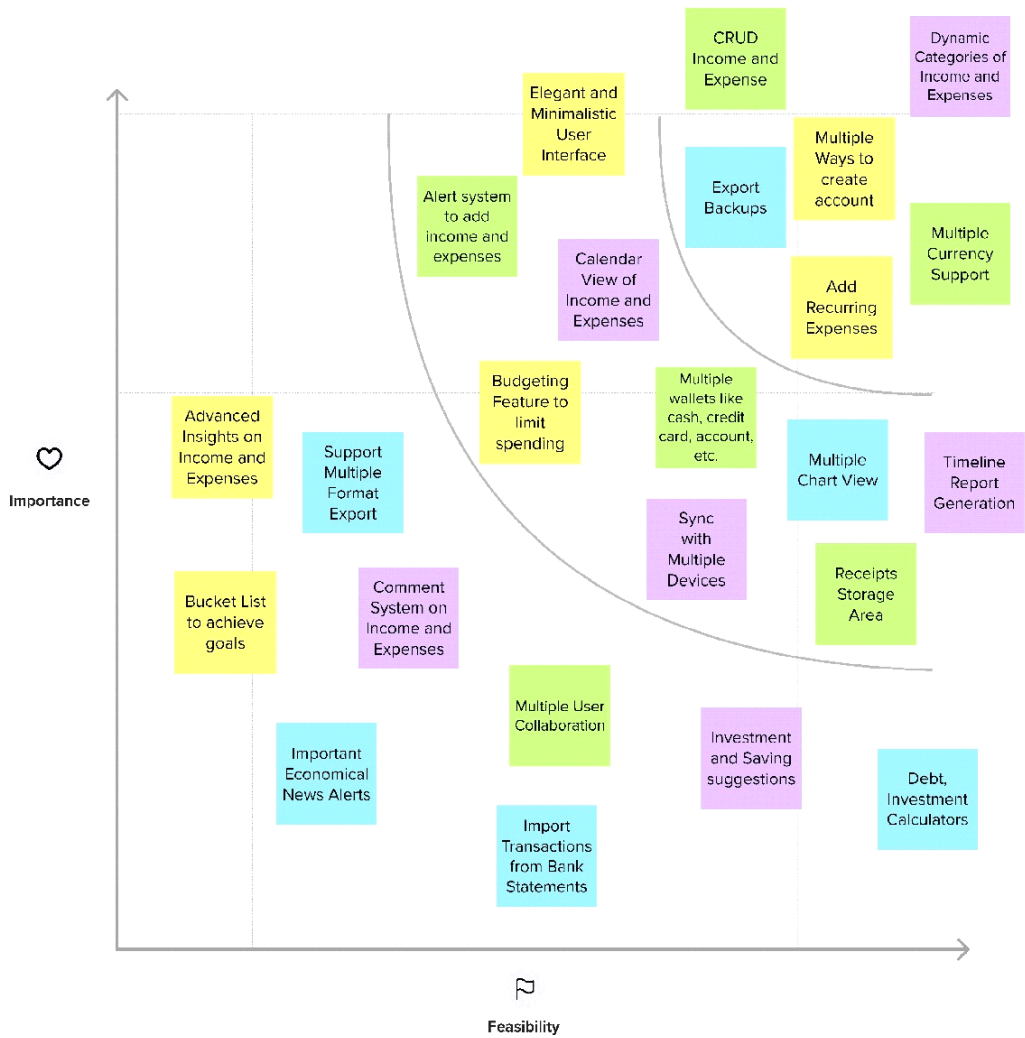 CRUD
Income and
Expense
Dynamic
Categories of
Income and
Expenses
Elegant and
Minimalistic
User
Interface
Multiple
Ways to
create
account
Export
Backups
Alert system
to add
income and
expenses
Multiple
Currency
Support
Calendar
View of
Income and
Expenses
Add
Recurring
Expenses
Budgeting
Feature to
limit
spending
Multiple
wallets like
cash, credit
card, account,
etc.
Advanced
Insights on
Income and
Expenses
Support
Multiple
Format
Export
Multiple
Chart View
Timeline
Report
Generation
Importance
Sync
with
Multiple
Devices
Receipts
Storage
Area
Bucket List
to achieve
goals
Comment
System on
Income and
Expenses
Multiple User
Collaboration
Investment
and Saving
suggestions
Important
Economical
News Alerts
Debt,
Investment
Calculators
Import
Transactions
from Bank
Statements
Feasibility